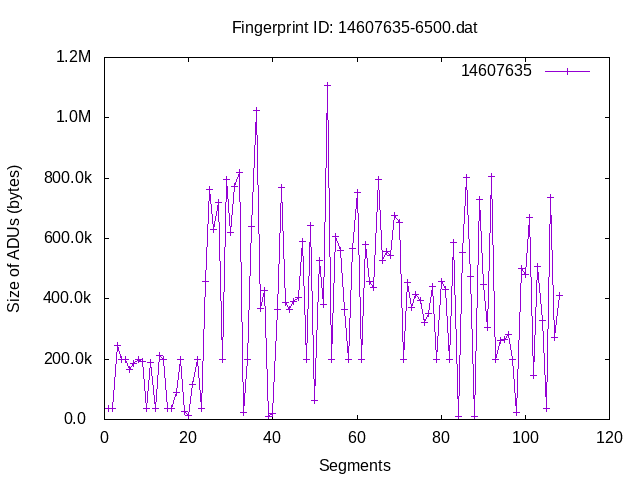 Fingerprint ID: 14607635-6500.dat
14607635
Size of ADUs (bytes)
1.2M
1.0M
800.0k
600.0k
400.0k
200.0k
0.0
0 20 40 60 80 100 120
Segments